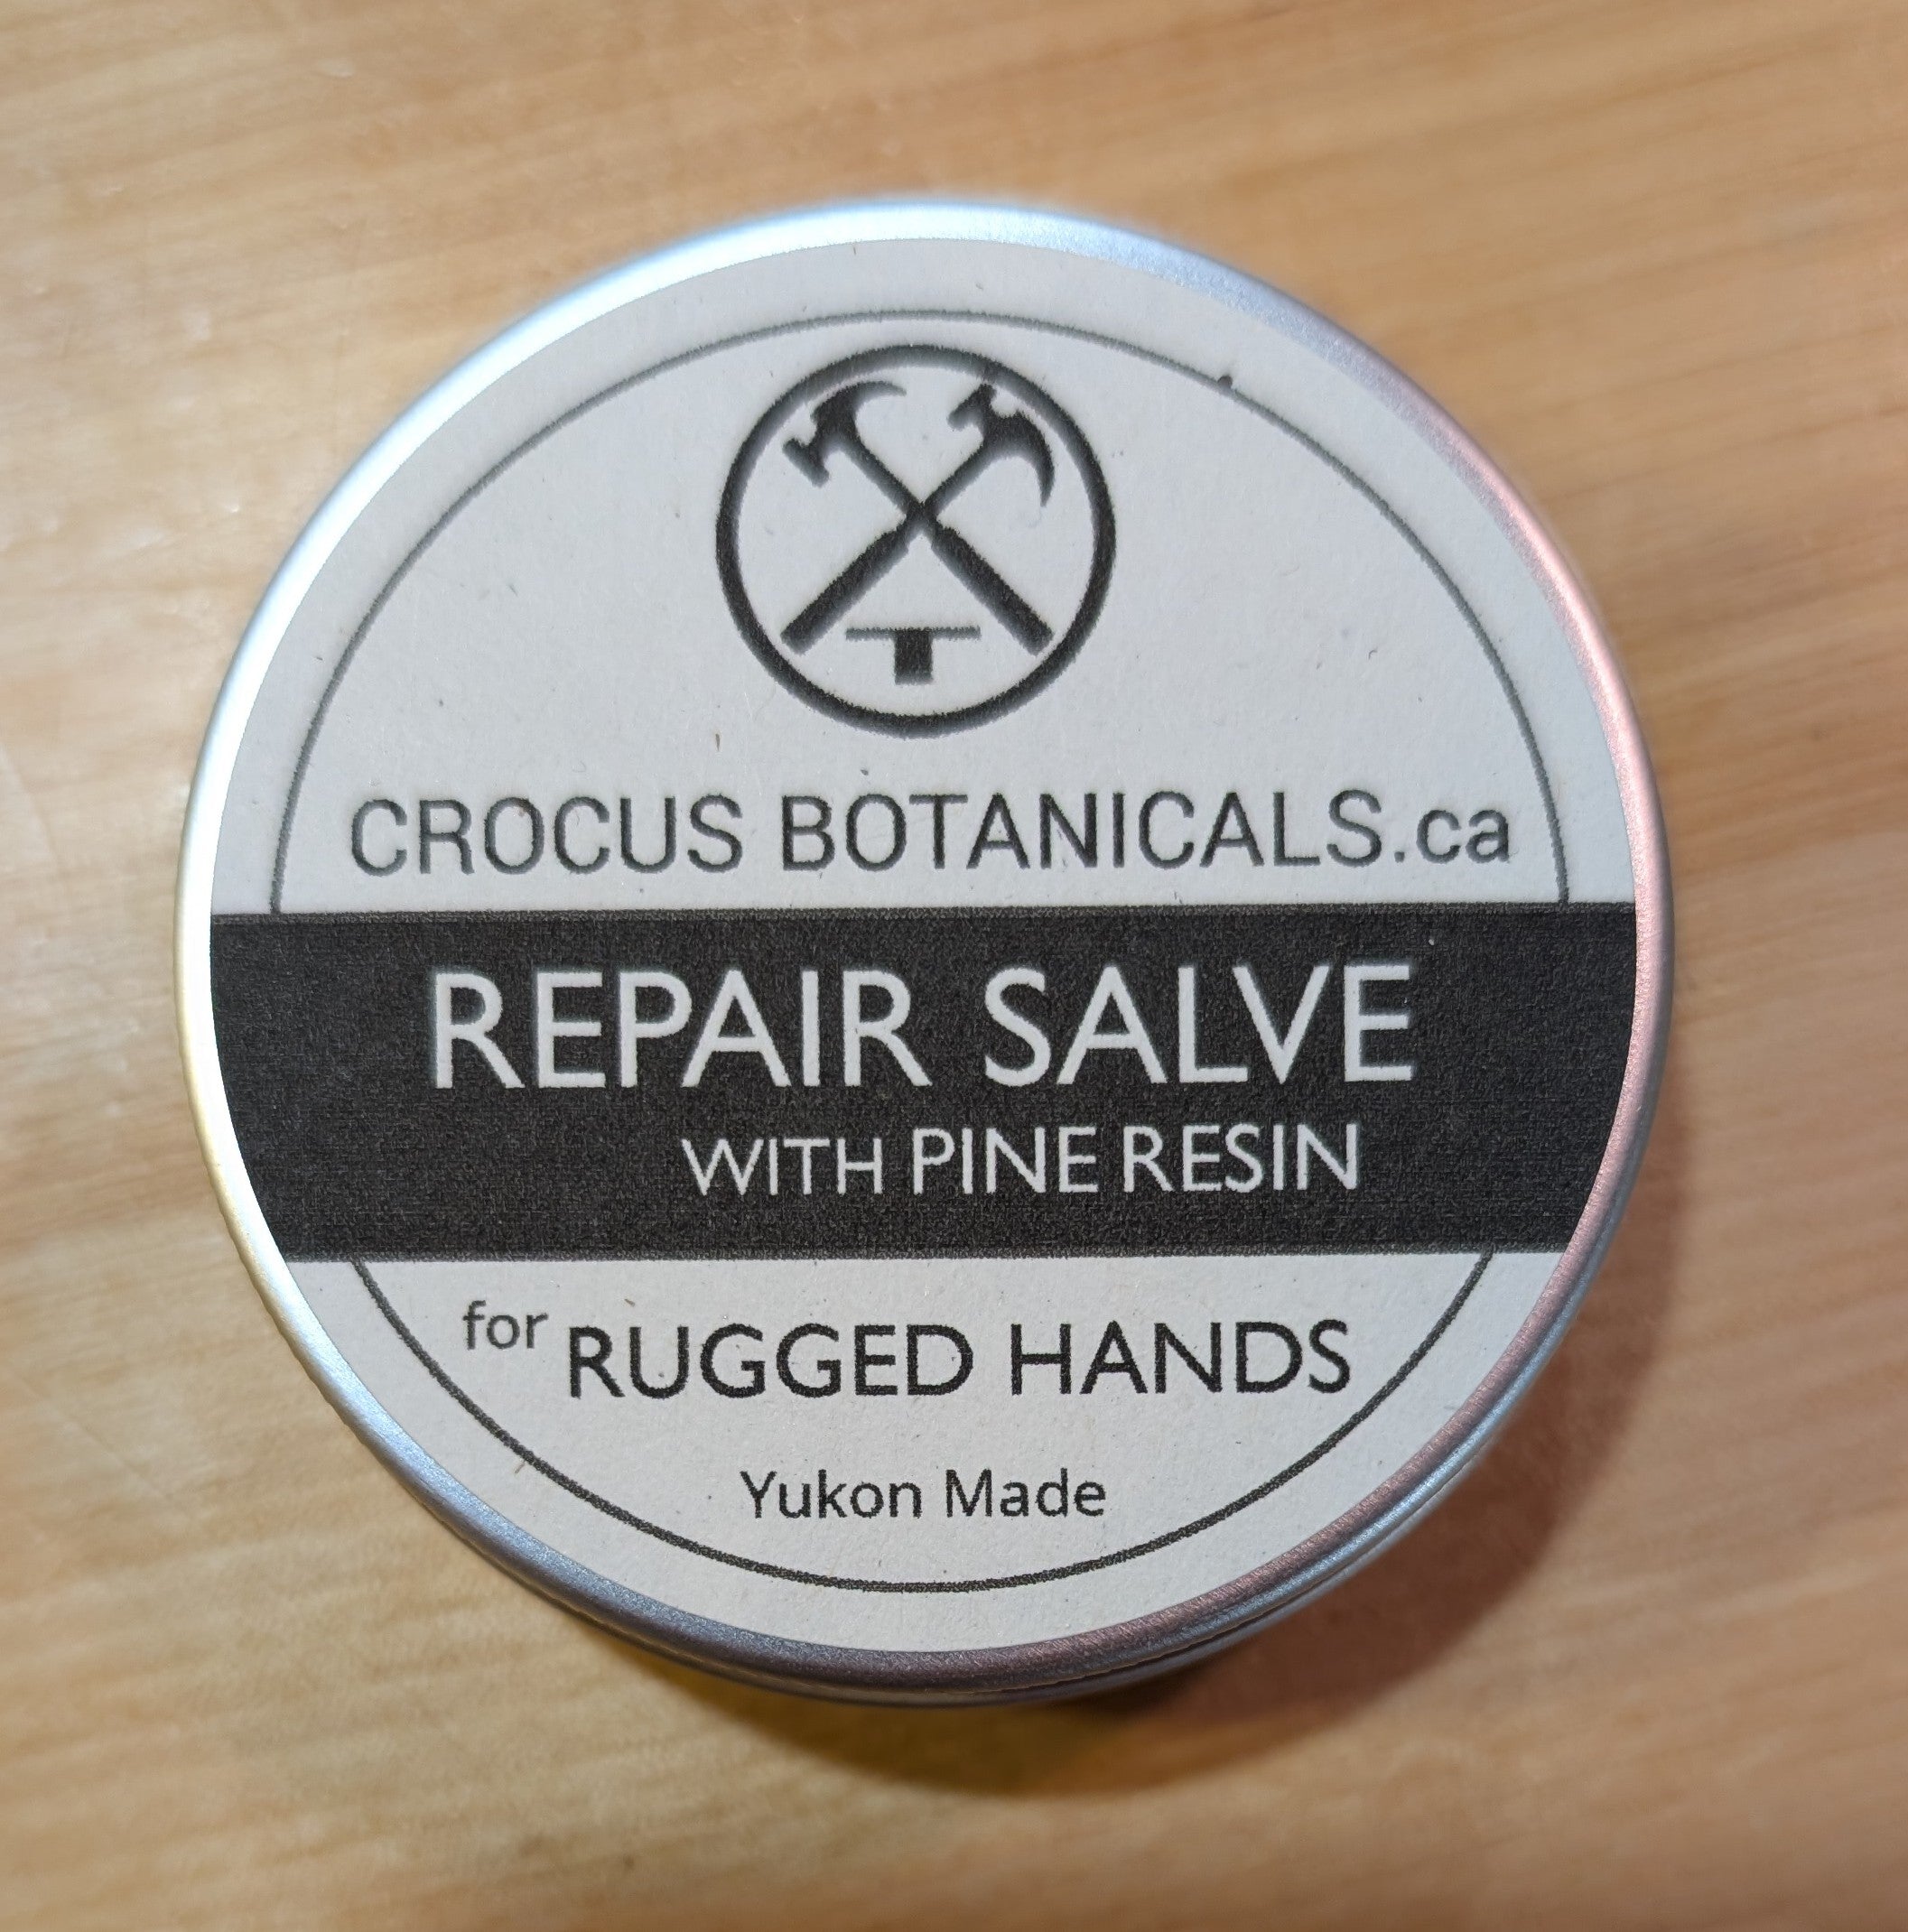 CROCUS BOTANICALS.ca
REPAIR SALVE
WITH PINE RESIN
for RUGGED HANDS
Yukon Made